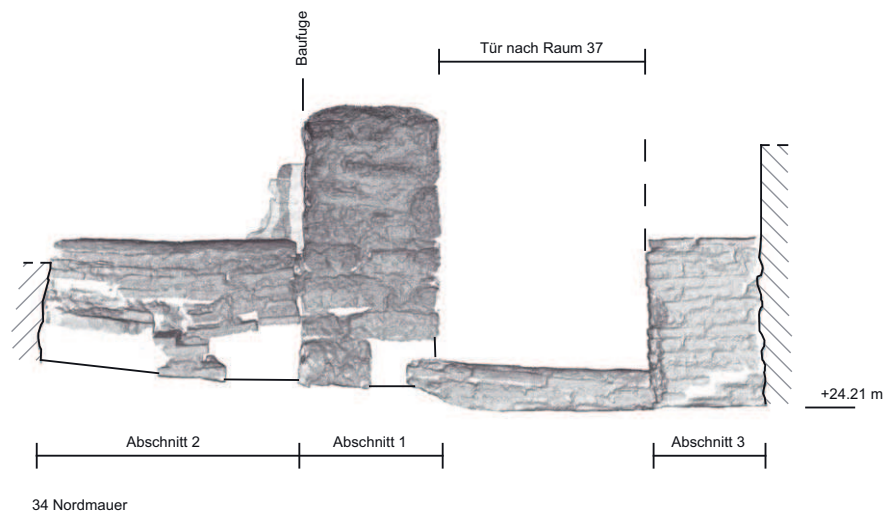 Baufuge
Tür nach Raum 37
+24.21 m
Abschnitt 2
Abschnitt 1
Abschnitt 3
34 Nordmauer